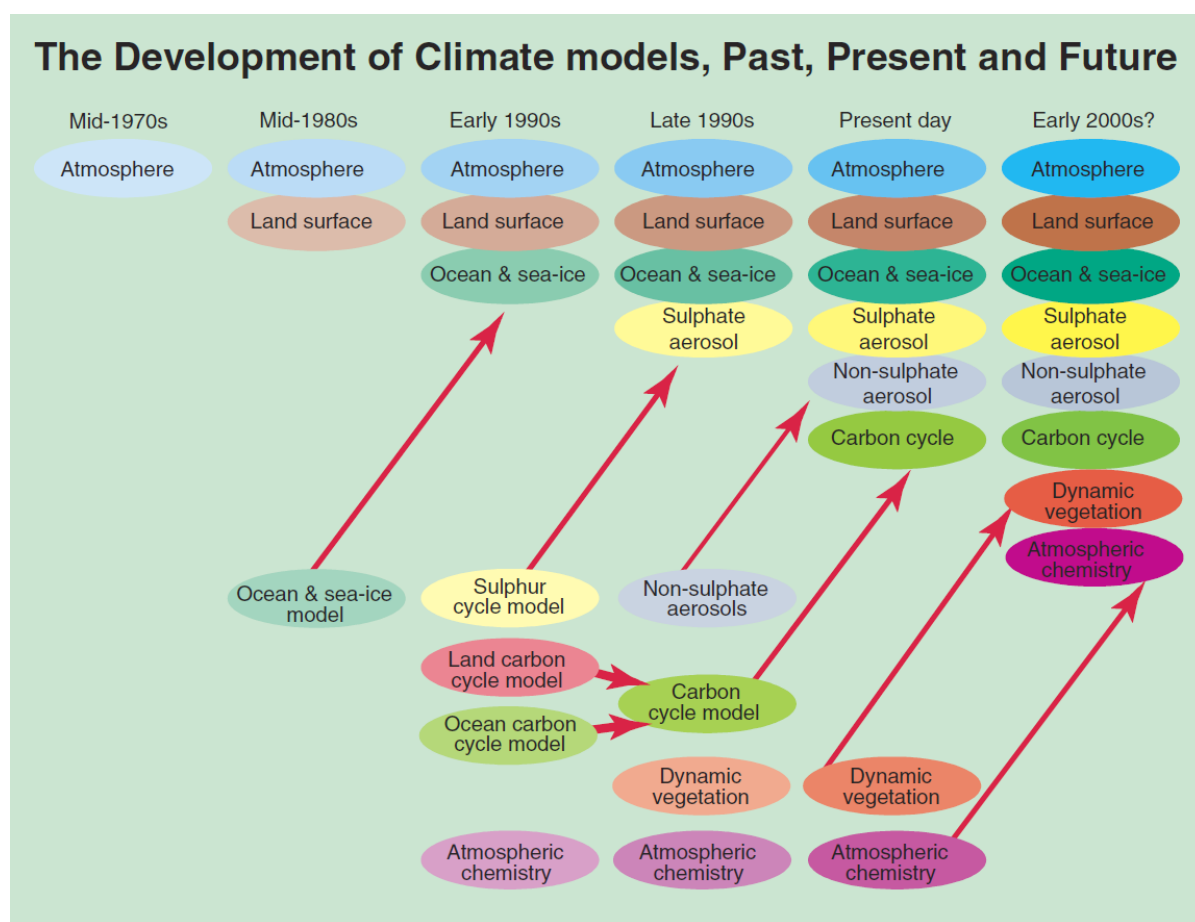 The Development of Climate models, Past, Present and Future
Mid-1970s
Mid-1980s
Early 1990s
Late 1990s
Present day
Early 2000s?
Atmosphere
Atmosphere
Atmosphere
Atmosphere
Atmosphere
Atmosphere
Land surface
Land surface
Land surface
Land surface
Land surface
Ocean & sea-ice
Ocean & sea-ice
Ocean & sea-ice
Ocean & sea-ice
Sulphate
aerosol
Sulphate
aerosol
Sulphate
aerosol
Non-sulphate
aerosol
Non-sulphate
aerosol
Carbon cycle
Carbon cycle
Dynamic
vegetation
Atmospheric
chemistry
Ocean & sea-ice
model
Sulphur
cycle model
Non-sulphate
aerosols
Land carbon
cycle model
Carbon
cycle model
Ocean carbon
cycle model
Dynamic
vegetation
Dynamic
vegetation
Atmospheric
chemistry
Atmospheric
chemistry
Atmospheric
chemistry